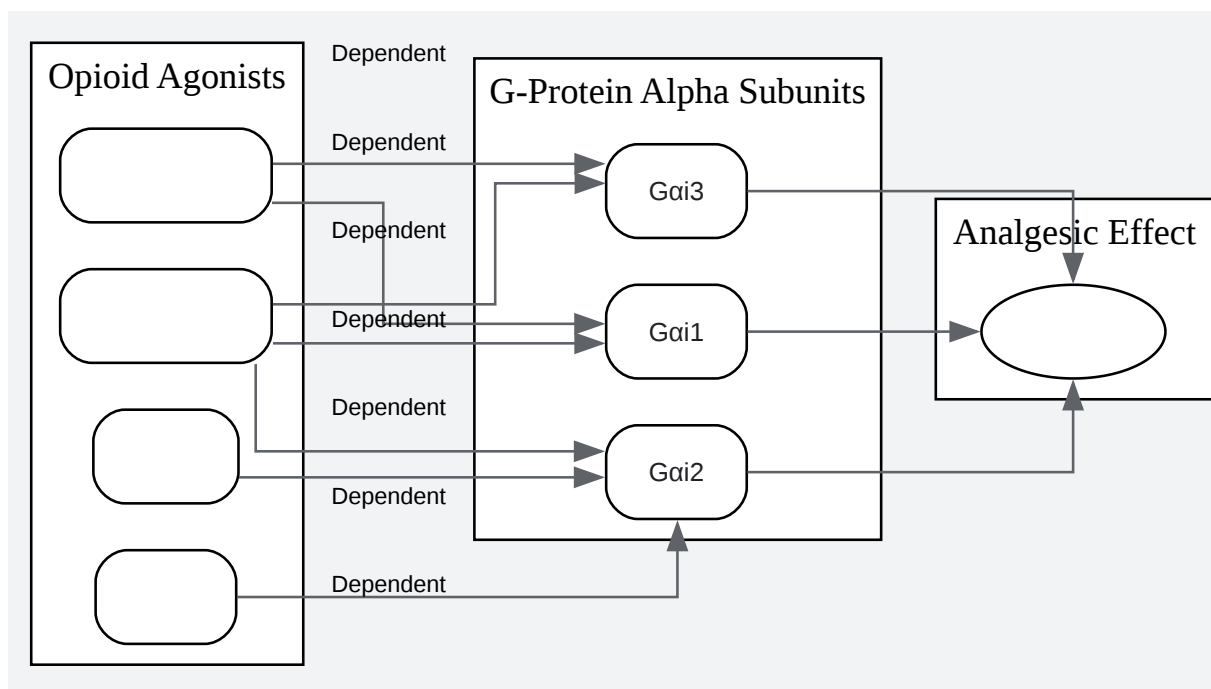 Opioid Agonists
Dependent
Dependent
Dependent
Dependent
Dependent
Dependent
Dependent
G-Protein Alpha Subunits
Gαi3
Gαi1
Gαi2
Analgesic Effect